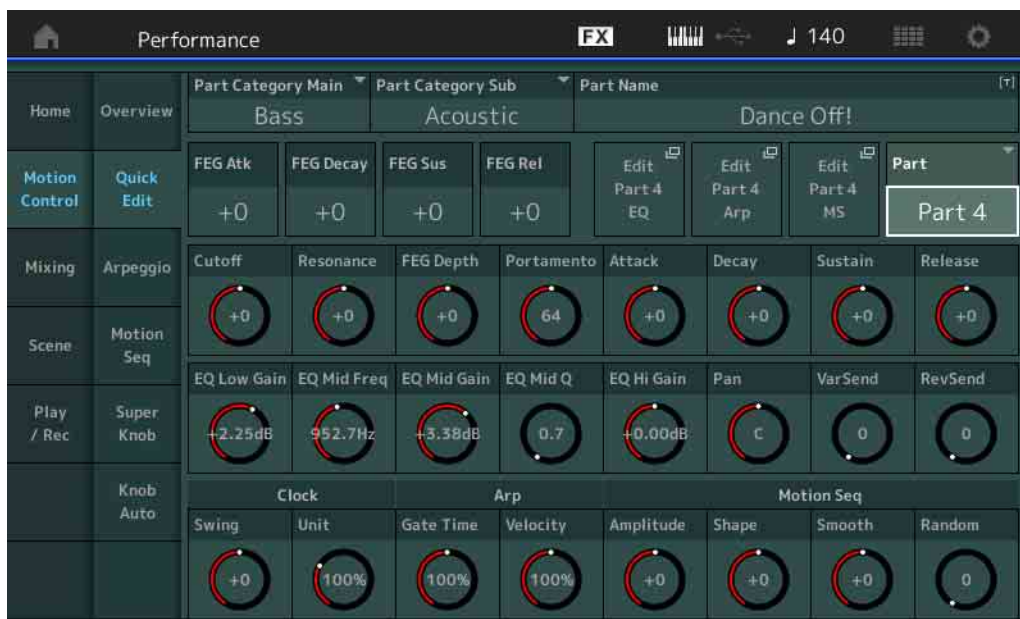 Performance FX ♩ 140
Home Overview Part Category Main Part Category Sub Part Name [T]
Bass Acoustic Dance Off!
Motion Control Quick Edit FEG Atk FEG Decay FEG Sus FEG Rel Edit Part 4 EQ Edit Part 4 Arp Edit Part 4 MS Part
+0 +0 +0 +0 Part 4
Mixing Arpeggio Cutoff Resonance FEG Depth Portamento Attack Decay Sustain Release
+0 +0 +0 64 +0 +0 +0 +0
Scene Motion Seq
EQ Low Gain EQ Mid Freq EQ Mid Gain EQ Mid Q EQ Hi Gain Pan VarSend RevSend
Play / Rec Super Knob +2.25dB 952.7Hz +3.38dB 0.7 +0.00dB C 0 0
Knob Auto Clock Arp Motion Seq
Swing Unit Gate Time Velocity Amplitude Shape Smooth Random
+0 100% 100% 100% +0 +0 +0 0